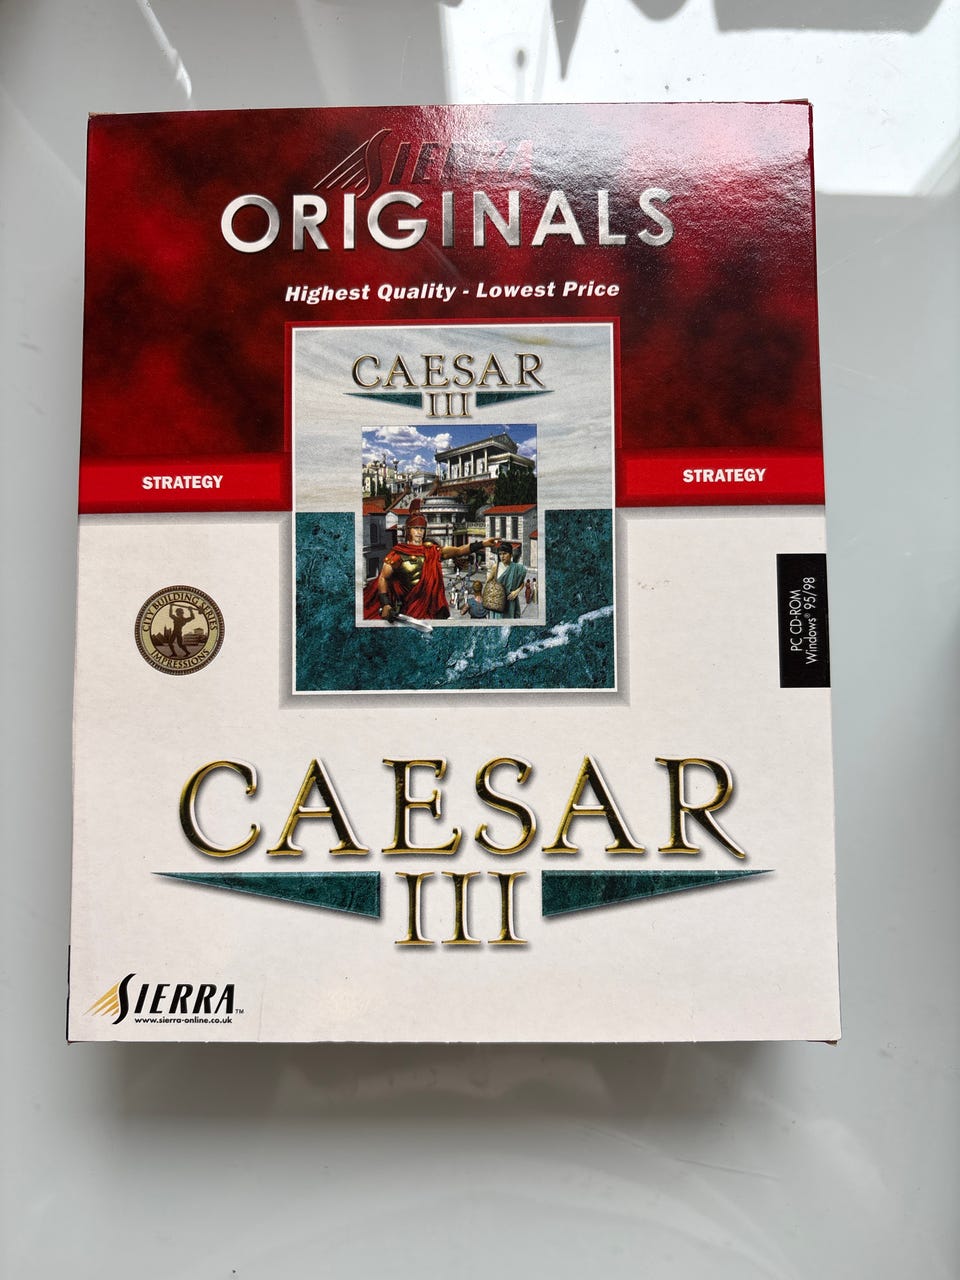 SIERRA
ORIGINALS
Highest Quality - Lowest Price
CAESAR
III
STRATEGY
STRATEGY
CITY BUILDING SERIES
IMPRESSIONS
PC CD-ROM
Windows® 95/98
CAESAR
III
SIERRA™
www.sierra-online.co.uk